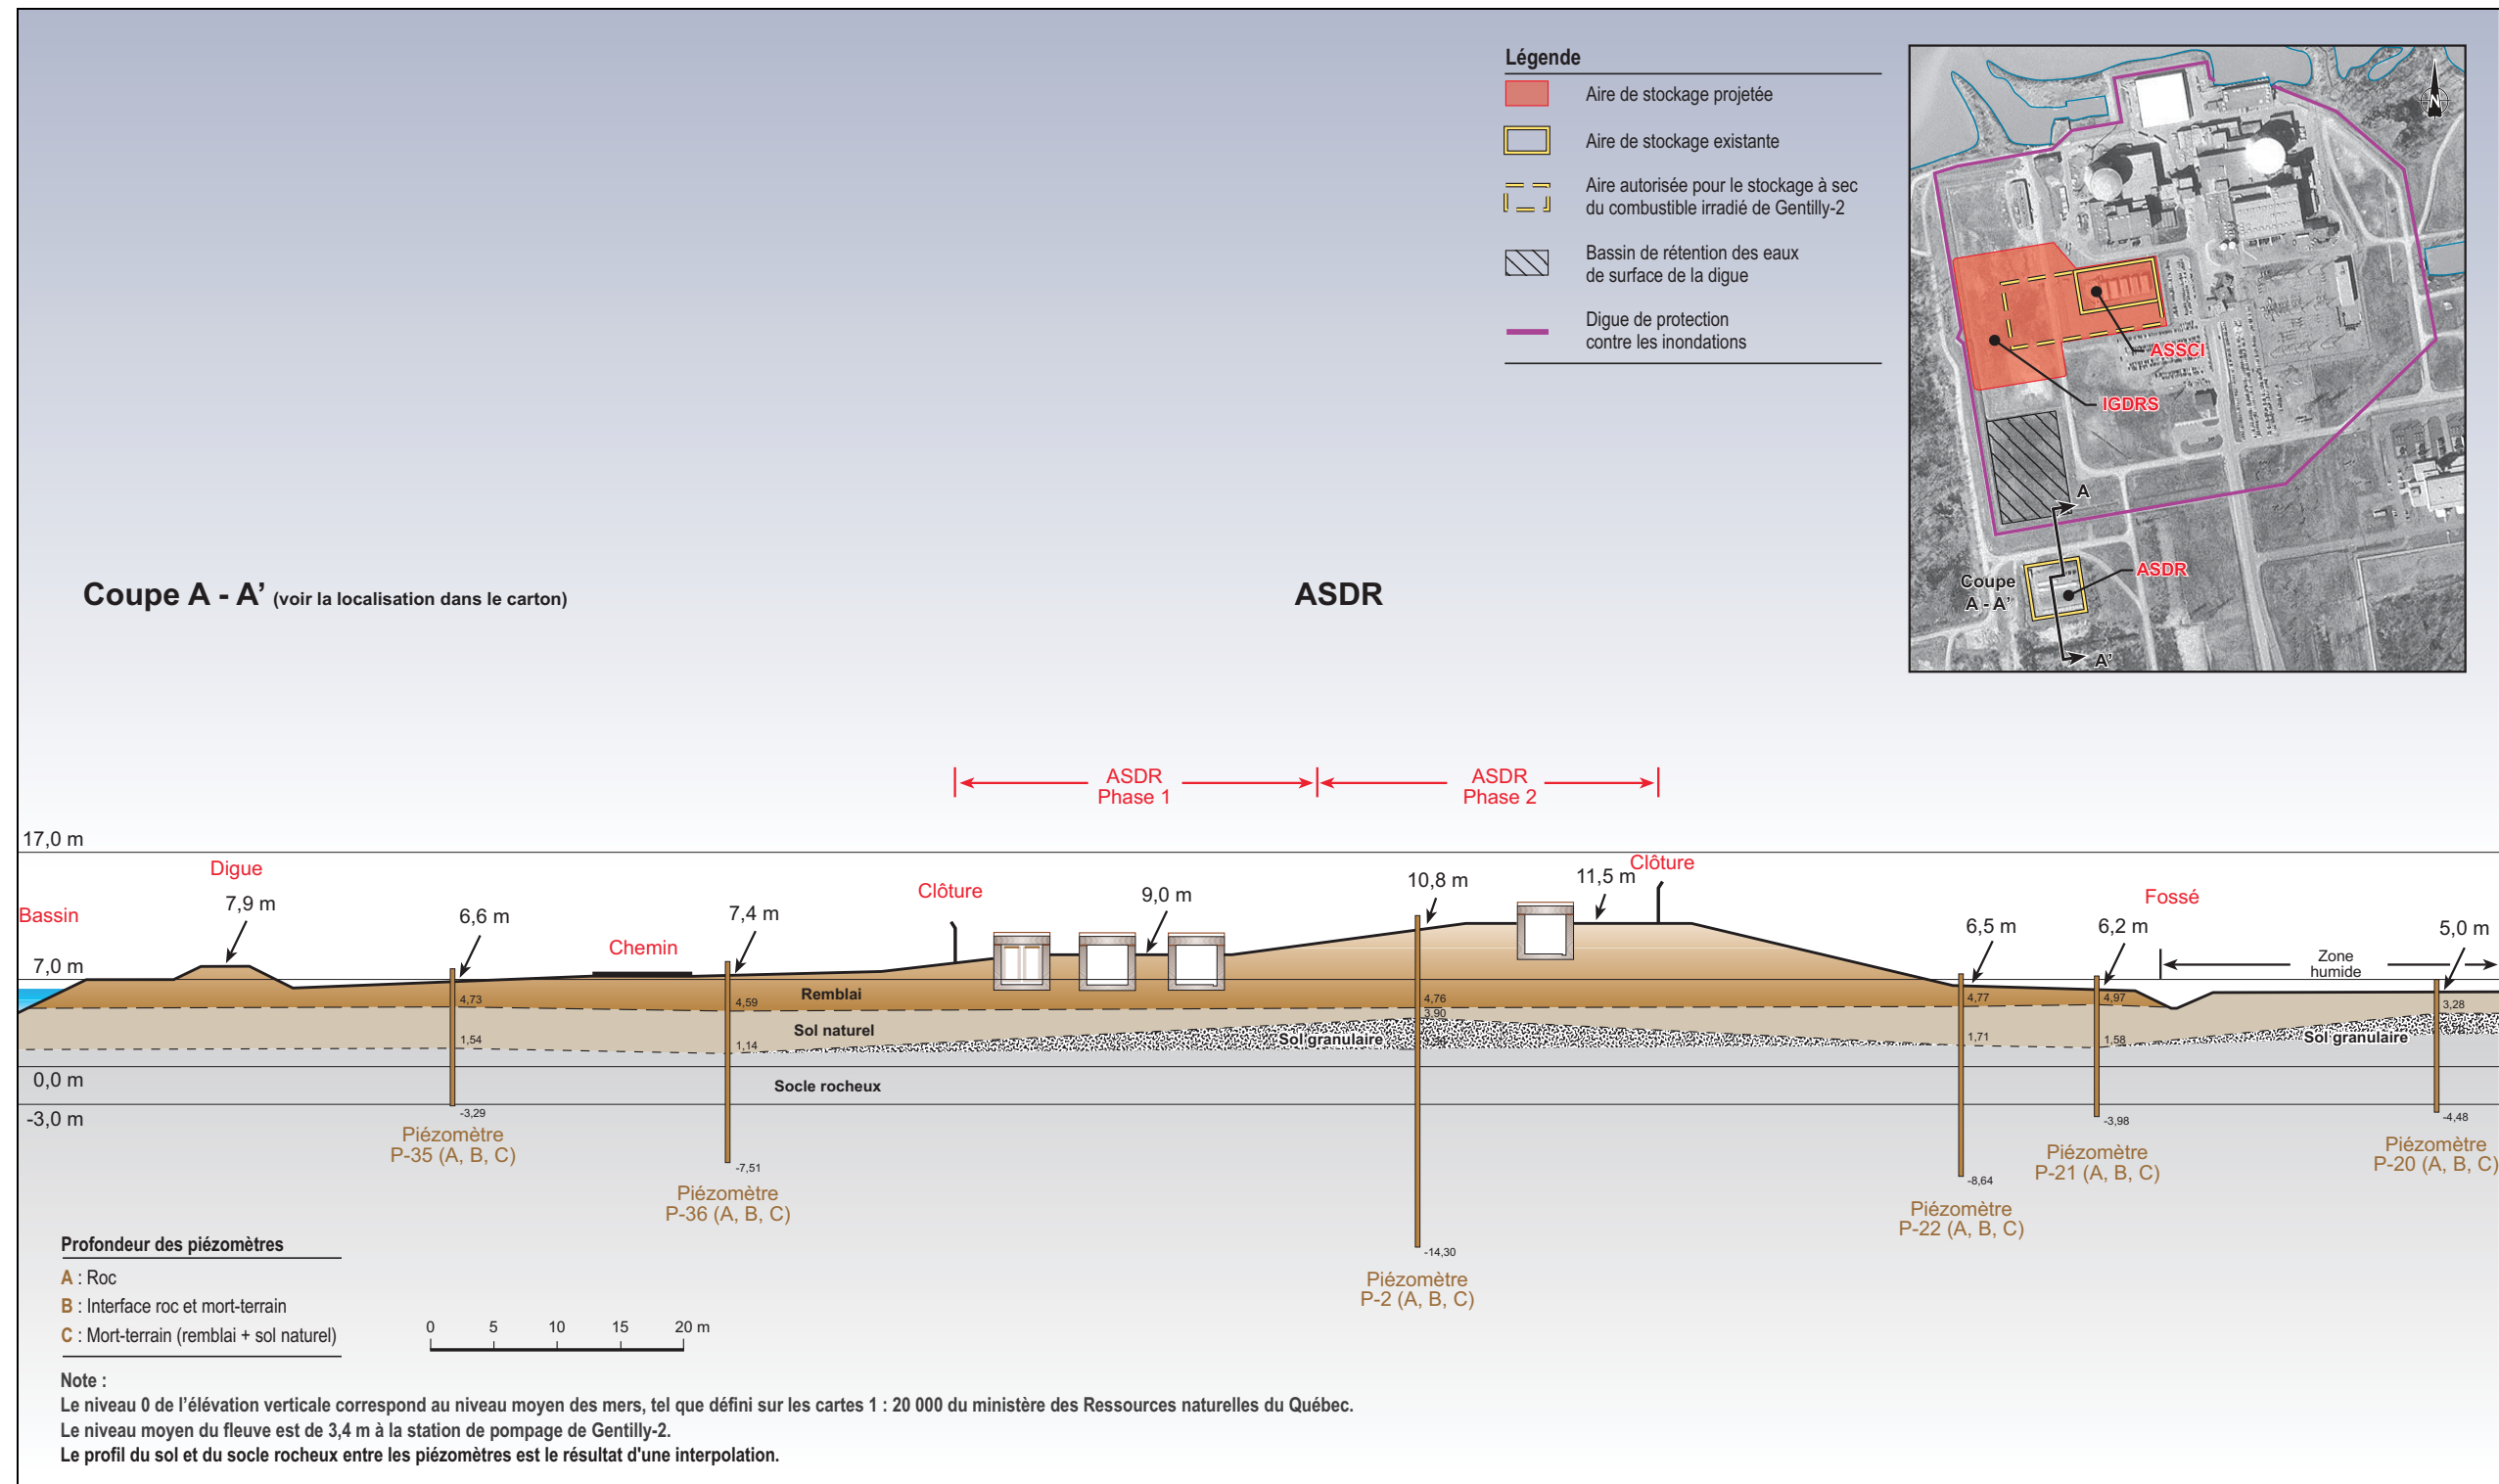 Légende
Aire de stockage projetée
Aire de stockage existante
Aire autorisée pour le stockage à sec
du combustible irradié de Gentilly-2
Bassin de rétention des eaux
de surface de la digue
Digue de protection
contre les inondations
N
ASSCI
IGDRS
A
ASDR
Coupe
A - A'
A'
Coupe A - A’ (voir la localisation dans le carton)
ASDR
ASDR
Phase 1
ASDR
Phase 2
17,0 m
Digue
Bassin
7,9 m
6,6 m
Chemin
7,4 m
Clôture
9,0 m
10,8 m
11,5 m
Clôture
6,5 m
6,2 m
Fossé
5,0 m
Zone
humide
7,0 m
Remblai
4,73
4,59
4,76
3,90
4,77
4,97
3,28
Sol naturel
1,54
1,14
Sol granulaire
1,71
1,58
Sol granulaire
0,0 m
Socle rocheux
-3,0 m
-3,29
-7,51
-14,30
-8,64
-3,98
-4,48
Piézomètre
P-35 (A, B, C)
Piézomètre
P-36 (A, B, C)
Piézomètre
P-2 (A, B, C)
Piézomètre
P-22 (A, B, C)
Piézomètre
P-21 (A, B, C)
Piézomètre
P-20 (A, B, C)
Profondeur des piézomètres
A : Roc
B : Interface roc et mort-terrain
C : Mort-terrain (remblai + sol naturel)
0 5 10 15 20 m
Note :
Le niveau 0 de l’élévation verticale correspond au niveau moyen des mers, tel que défini sur les cartes 1 : 20 000 du ministère des Ressources naturelles du Québec.
Le niveau moyen du fleuve est de 3,4 m à la station de pompage de Gentilly-2.
Le profil du sol et du socle rocheux entre les piézomètres est le résultat d'une interpolation.